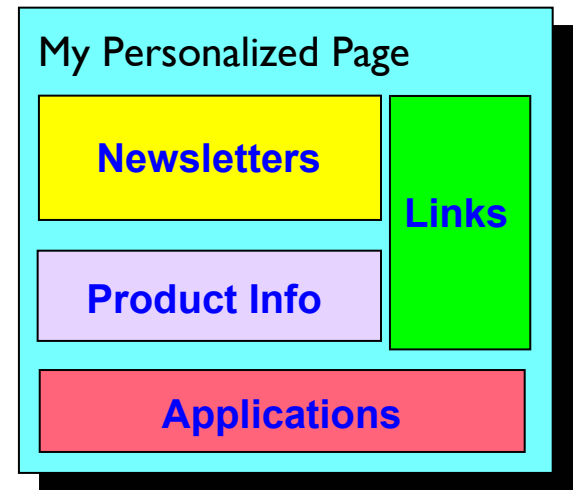 My Personalized Page
Newsletters
Links
Product Info
Applications